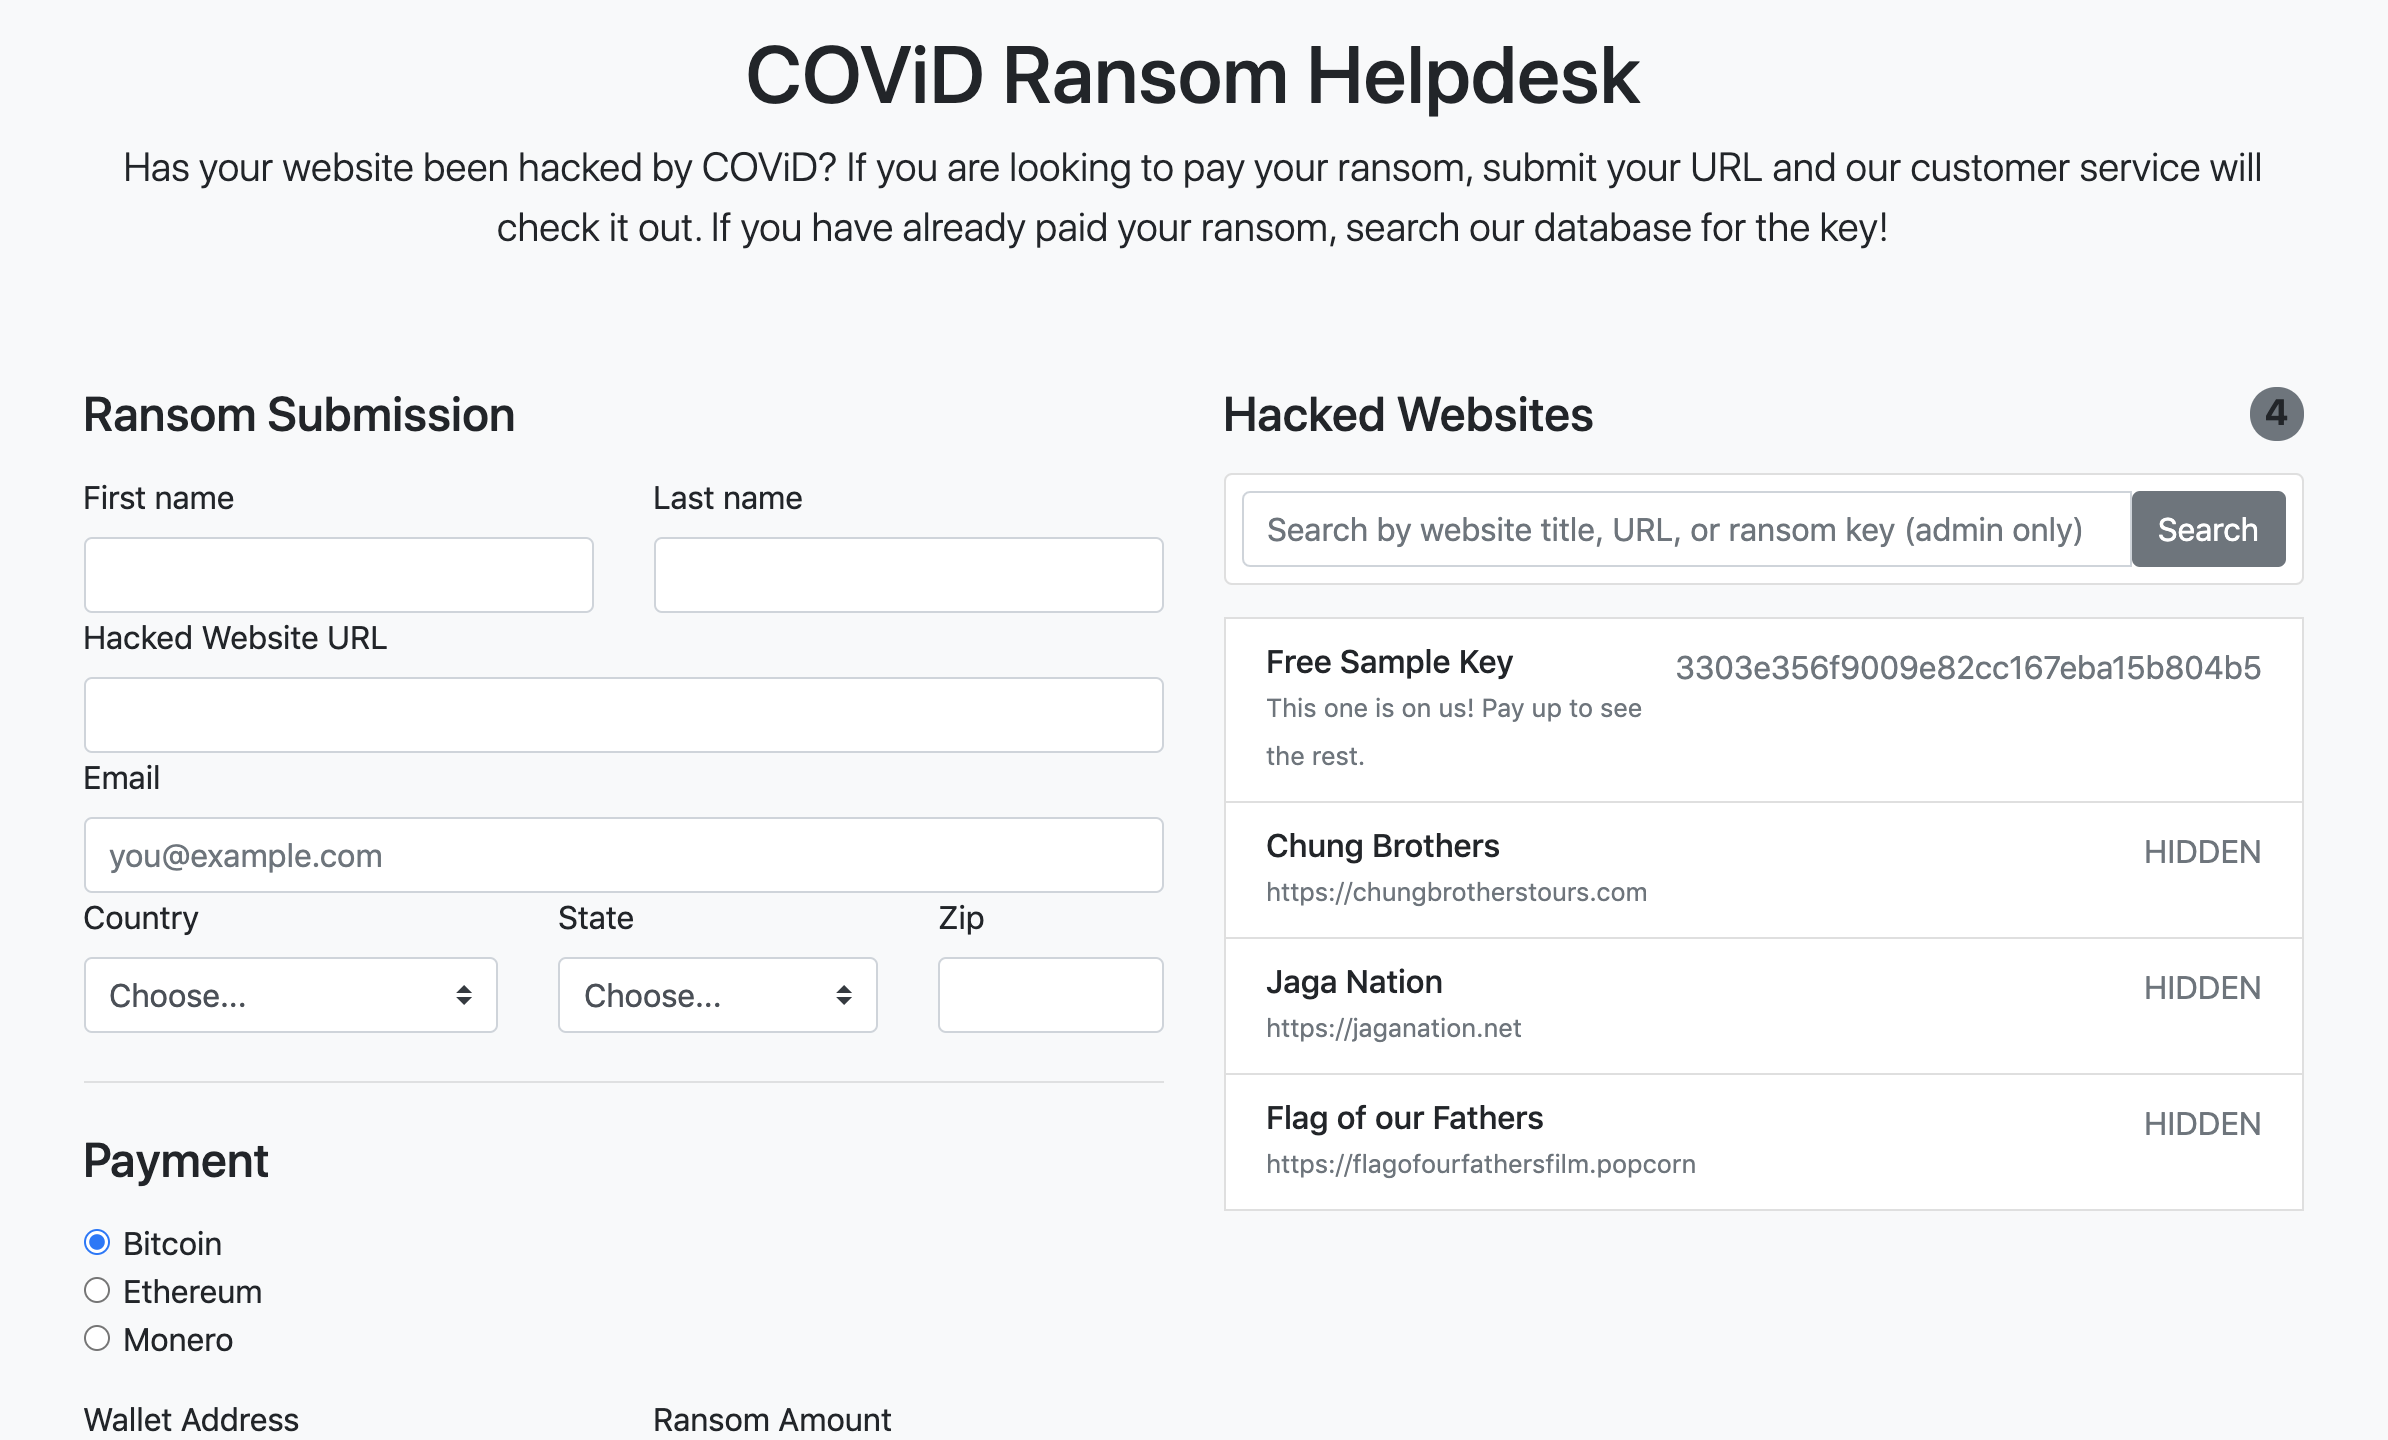 COViD Ransom Helpdesk
Has your website been hacked by COViD? If you are looking to pay your ransom, submit your URL and our customer service will
check it out. If you have already paid your ransom, search our database for the key!
Ransom Submission
First name
Last name
Hacked Website URL
Email
you@example.com
Country
State
Zip
Choose...
Choose...
Payment
Bitcoin
Ethereum
Monero
Wallet Address
Ransom Amount
Hacked Websites
4
Search by website title, URL, or ransom key (admin only)
Search
Free Sample Key
3303e356f9009e82cc167eba15b804b5
This one is on us! Pay up to see
the rest.
Chung Brothers
HIDDEN
https://chungbrotherstours.com
Jaga Nation
HIDDEN
https://jaganation.net
Flag of our Fathers
HIDDEN
https://flagofourfathersfilm.popcorn